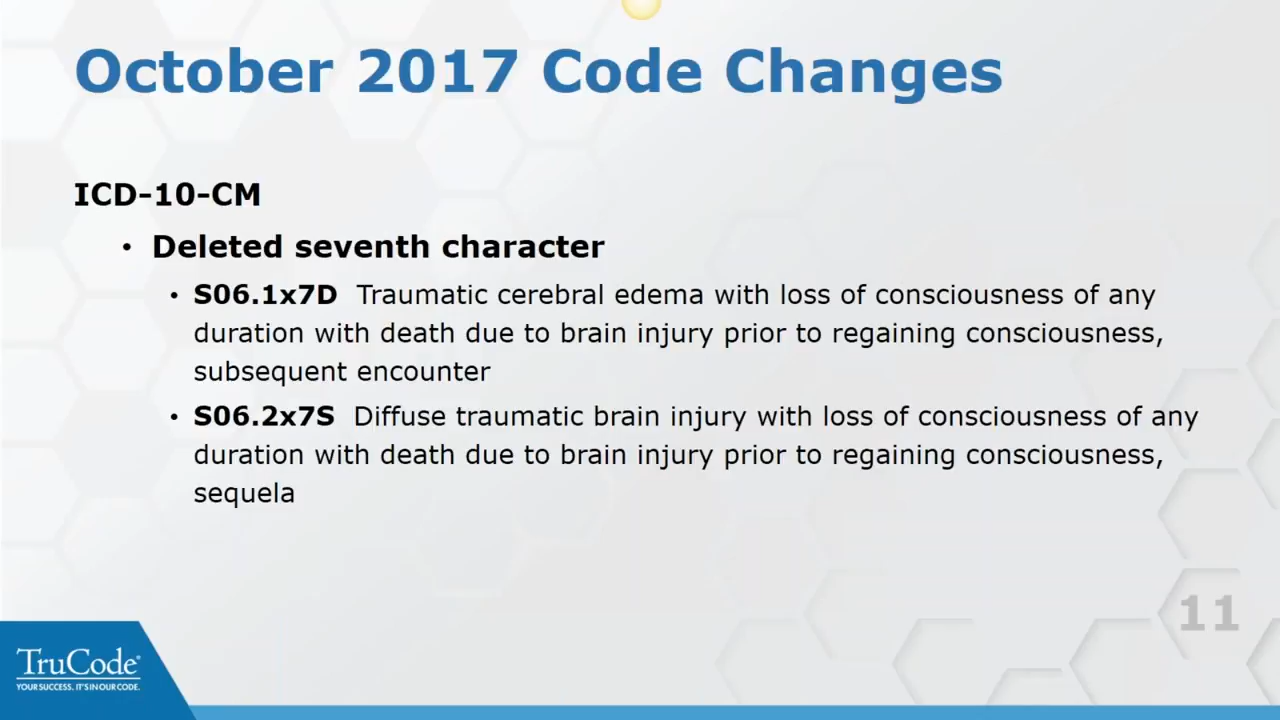 October 2017 Code Changes
ICD-10-CM
• Deleted seventh character
• S06.1x7D Traumatic cerebral edema with loss of consciousness of any
duration with death due to brain injury prior to regaining consciousness,
subsequent encounter
• S06.2x7S Diffuse traumatic brain injury with loss of consciousness of any
duration with death due to brain injury prior to regaining consciousness,
sequela
11
TruCode®
YOUR SUCCESS. IT'S IN OUR CODE.